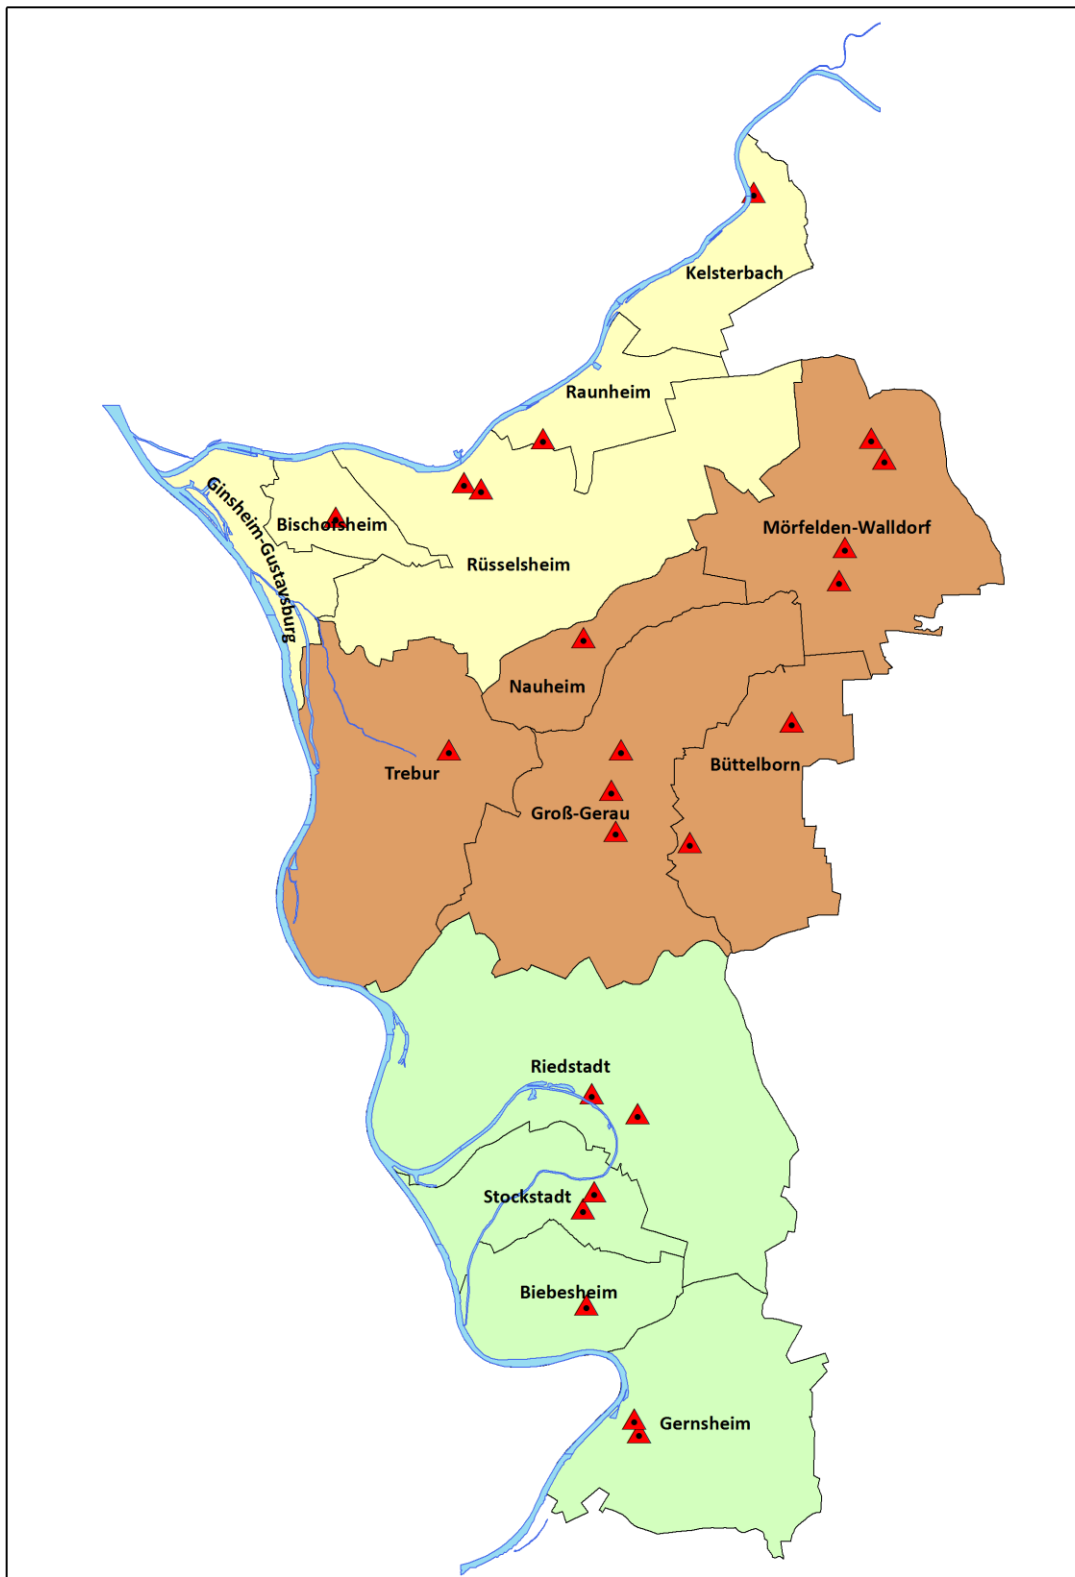 Kelsterbach
Raunheim
Ginsheim-Gustavsburg
Bischofsheim
Mörfelden-Walldorf
Rüsselsheim
Nauheim
Trebur
Büttelborn
Groß-Gerau
Riedstadt
Stockstadt
Biebesheim
Gernsheim